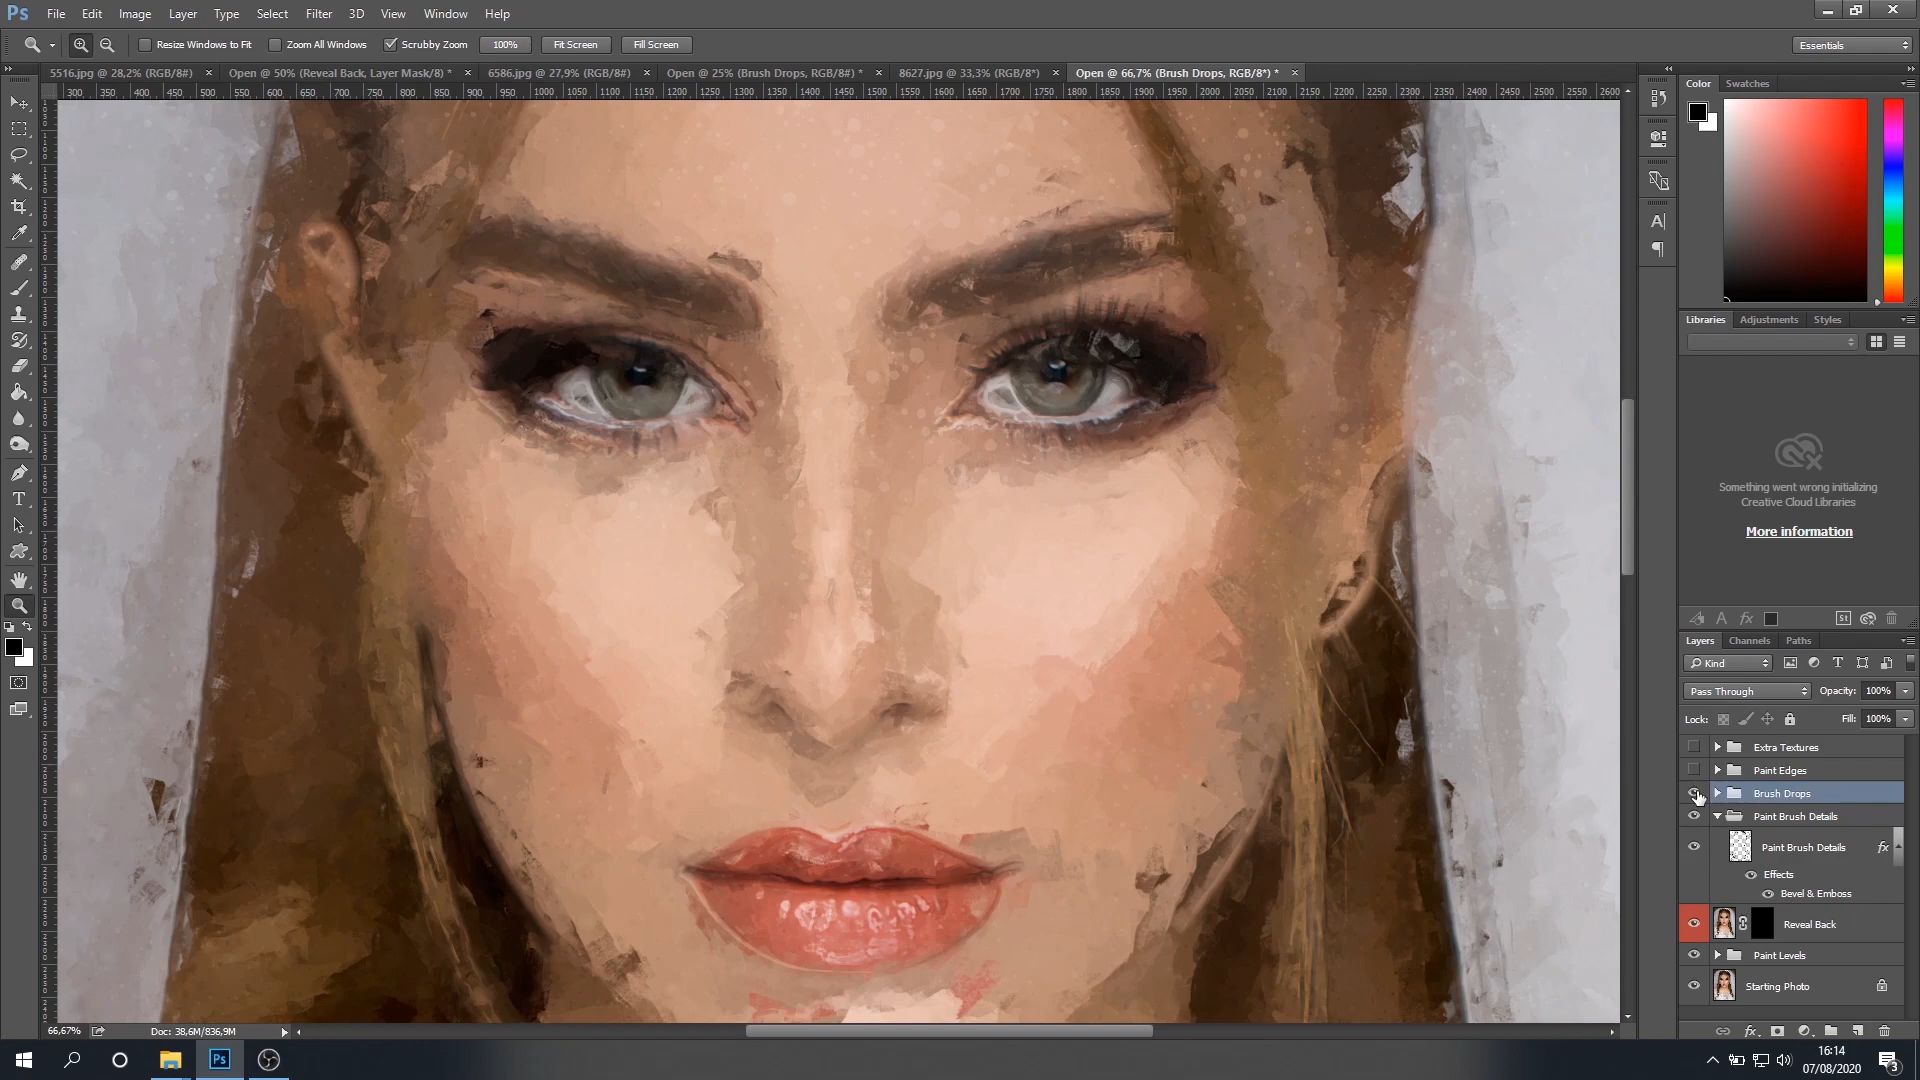 Ps File Edit Image Layer Type Select Filter 3D View Window Help
Resize Windows to Fit Zoom All Windows Scrubby Zoom 100% Fit Screen Fill Screen Essentials
5516.jpg @ 28,2% (RGB/8#) × Open @ 50% (Reveal Back, Layer Mask/8) * × 6586.jpg @ 27,9% (RGB/8#) × Open @ 25% (Brush Drops, RGB/8#) * × 8627.jpg @ 33,3% (RGB/8*) × Open @ 66,7% (Brush Drops, RGB/8*) * ×
300 350 400 450 500 550 600 650 700 750 800 850 900 950 1000 1050 1100 1150 1200 1250 1300 1350 1400 1450 1500 1550 1600 1650 1700 1750 1800 1850 1900 1950 2000 2050 2100 2150 2200 2250 2300 2350 2400 2450 2500 2550 2600
Color Swatches
Libraries Adjustments Styles
Something went wrong initializing
Creative Cloud Libraries
More information
A fx St
Layers Channels Paths
Kind
Pass Through Opacity: 100%
Lock: Fill: 100%
Extra Textures
Paint Edges
Brush Drops
Paint Brush Details
Paint Brush Details fx
Effects
Bevel & Emboss
Reveal Back
Paint Levels
Starting Photo
66,67% Doc: 38,6M/836,9M
fx
Ps
16:14
07/08/2020
3